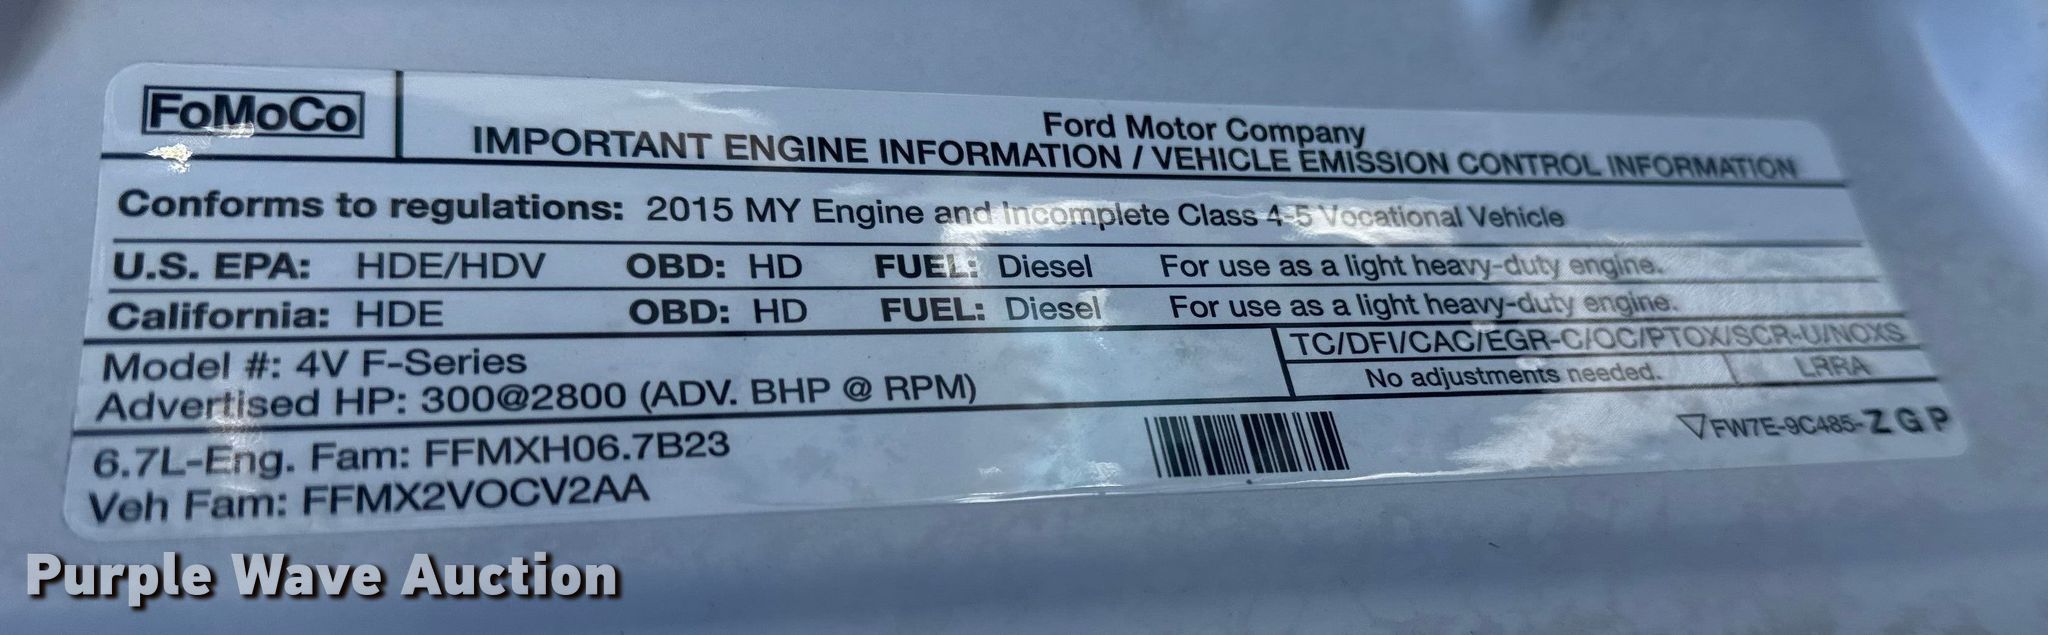 FoMoCo
Ford Motor Company
IMPORTANT ENGINE INFORMATION / VEHICLE EMISSION CONTROL INFORMATION
Conforms to regulations: 2015 MY Engine and Incomplete Class 4-5 Vocational Vehicle
U.S. EPA: HDE/HDV OBD: HD FUEL: Diesel For use as a light heavy-duty engine.
California: HDE OBD: HD FUEL: Diesel For use as a light heavy-duty engine.
Model #: 4V F-Series
Advertised HP: 300@2800 (ADV. BHP @ RPM)
TC/DFI/CAC/EGR-C/OC/PTOX/SCR-U/NOXS
No adjustments needed. LRRA
6.7L-Eng. Fam: FFMXH06.7B23
Veh Fam: FFMX2VOCV2AA
FW7E-9C485-ZGP
Purple Wave Auction